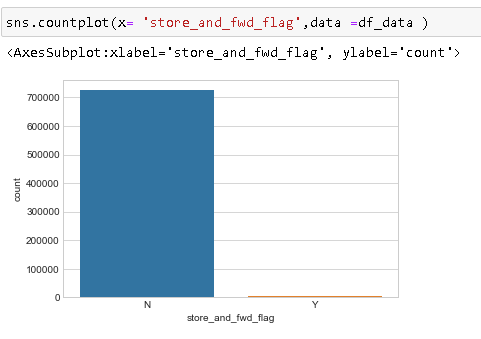 sns.countplot(x= 'store_and_fwd_flag',data =df_data )
<AxesSubplot:xlabel='store_and_fwd_flag', ylabel='count'>
700000
600000
500000
400000
300000
200000
100000
0
count
N Y
store_and_fwd_flag